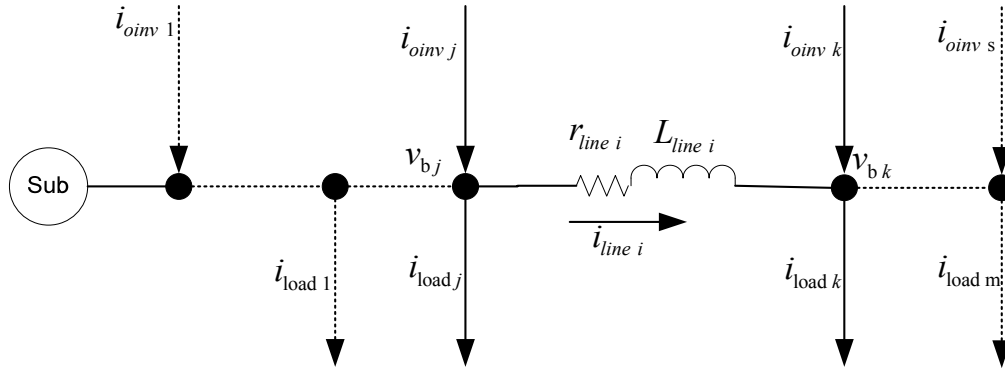 i_oinv 1
i_oinv j
i_oinv k
i_oinv s
r_line i
L_line i
v_b j
v_b k
Sub
i_line i
i_load 1
i_load j
i_load k
i_load m